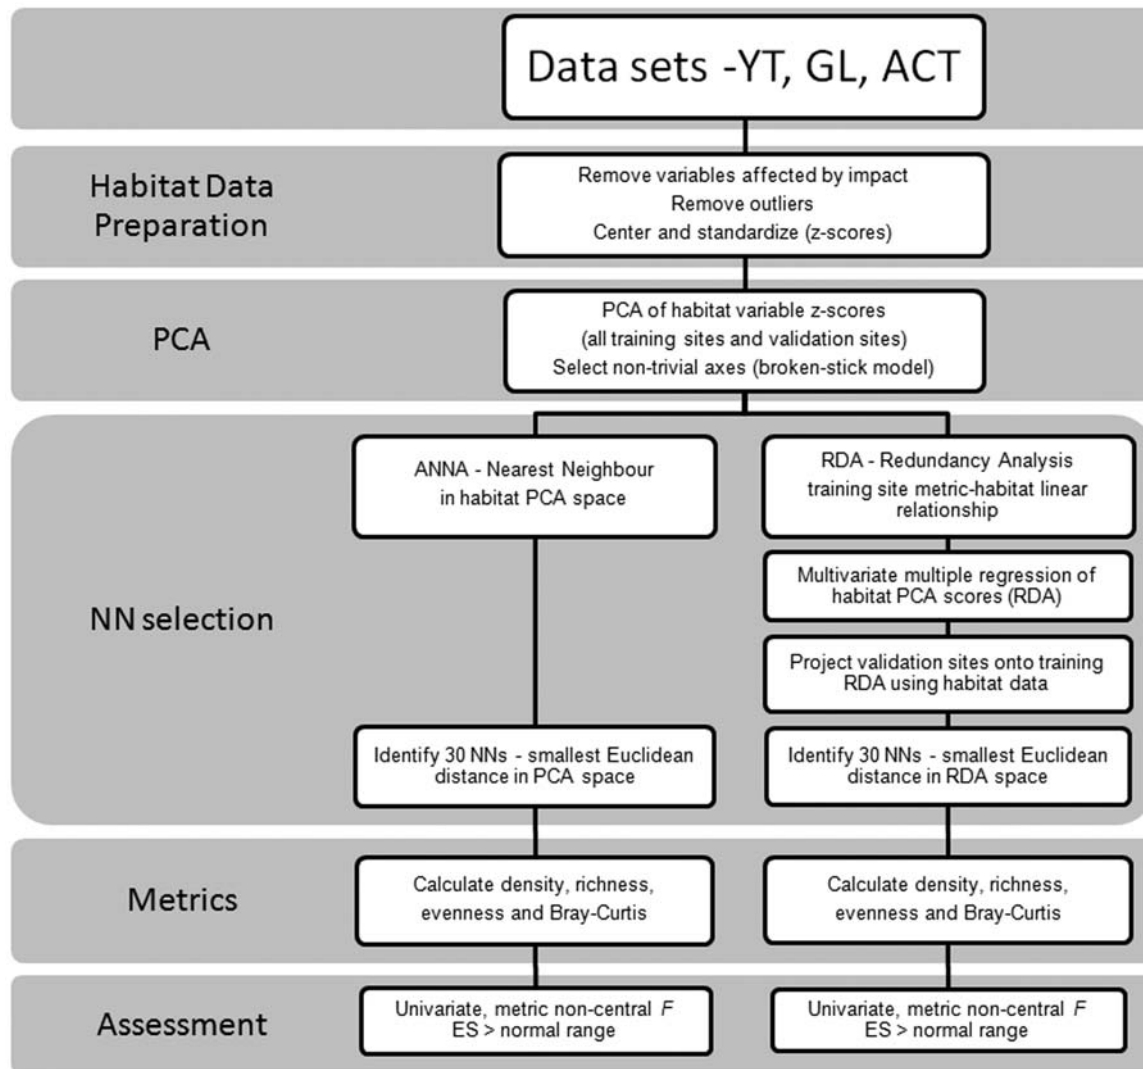 Data sets -YT, GL, ACT
Habitat Data
Preparation
Remove variables affected by impact
Remove outliers
Center and standardize (z-scores)
PCA
PCA of habitat variable z-scores
(all training sites and validation sites)
Select non-trivial axes (broken-stick model)
NN selection
ANNA - Nearest Neighbour
in habitat PCA space
Identify 30 NNs - smallest Euclidean
distance in PCA space
RDA - Redundancy Analysis
training site metric-habitat linear
relationship
Multivariate multiple regression of
habitat PCA scores (RDA)
Project validation sites onto training
RDA using habitat data
Identify 30 NNs - smallest Euclidean
distance in RDA space
Metrics
Calculate density, richness,
evenness and Bray-Curtis
Calculate density, richness,
evenness and Bray-Curtis
Assessment
Univariate, metric non-central F
ES > normal range
Univariate, metric non-central F
ES > normal range